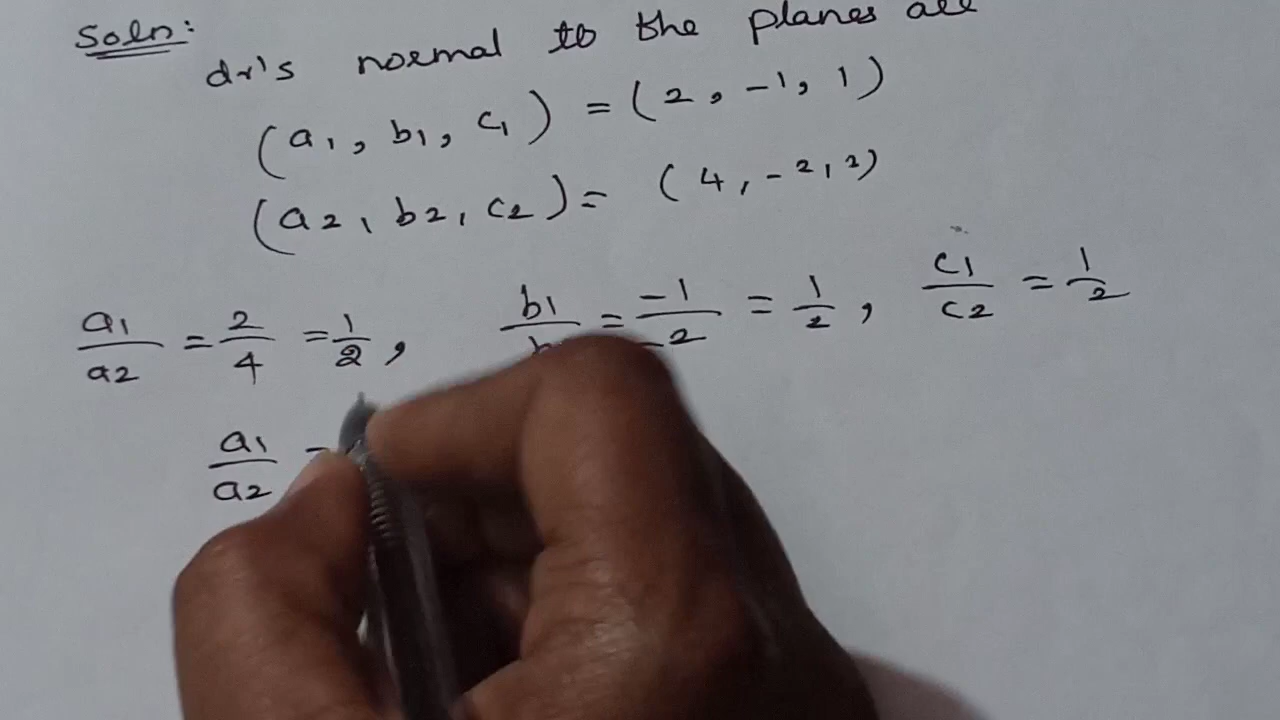 Soln:
dr's normal to the planes are
(a1, b1, c1) = (2, -1, 1)
(a2, b2, c2) = (4, -2, 2)
a1/a2 = 2/4 = 1/2, b1/b = -1/-2 = 1/2, c1/c2 = 1/2
a1/a2 =